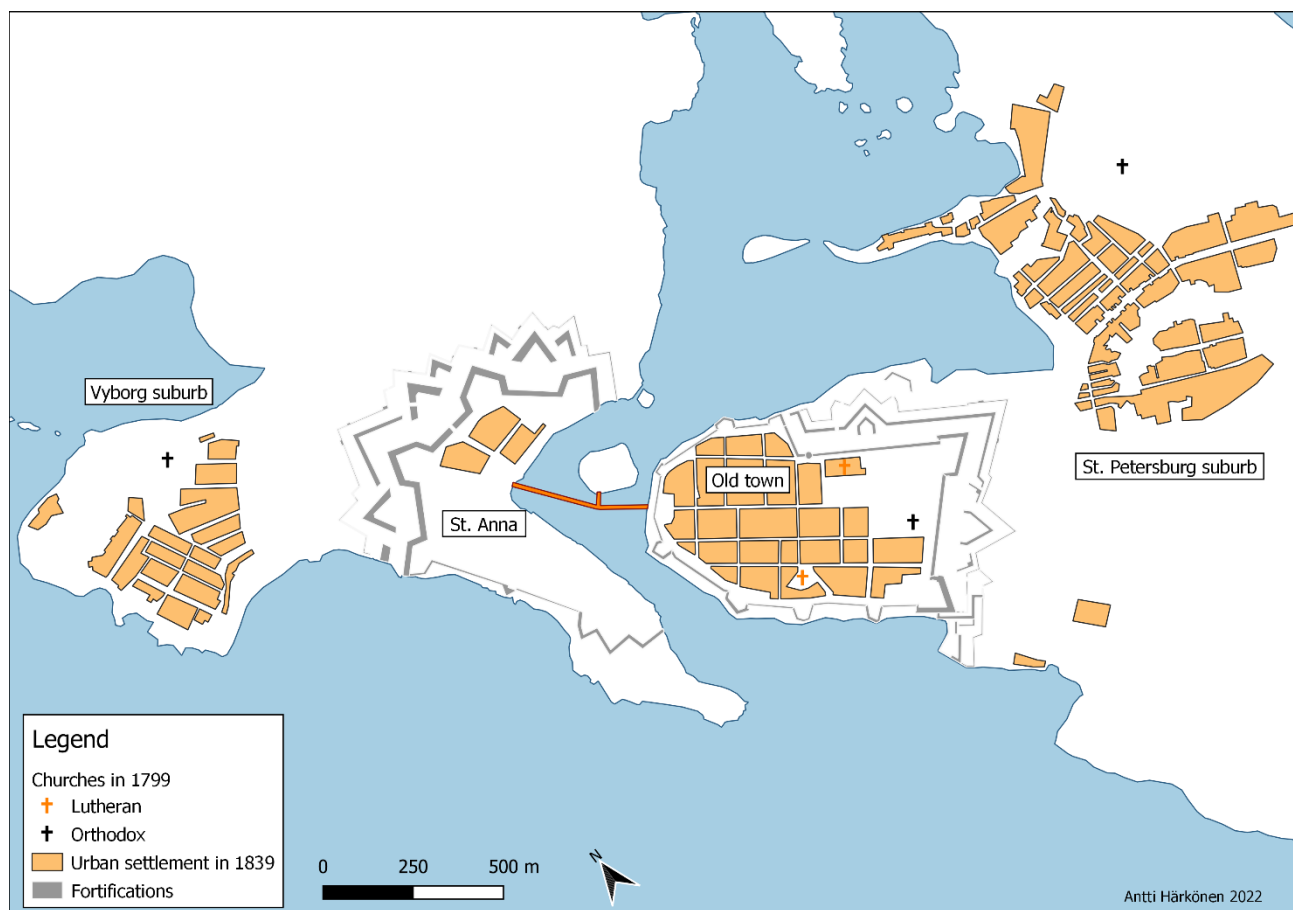 Vyborg suburb
St. Anna
Old town
St. Petersburg suburb
Legend
Churches in 1799
Lutheran
Orthodox
Urban settlement in 1839
Fortifications
0 250 500 m
N
Antti Härkönen 2022